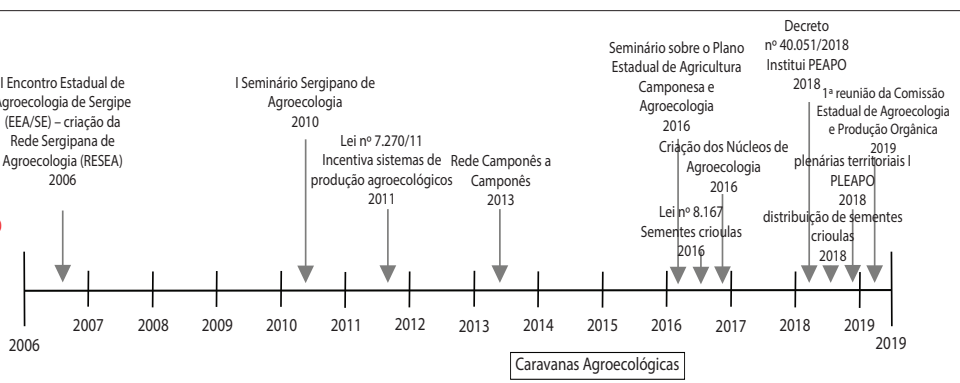 I Encontro Estadual de
Agroecologia de Sergipe
(EEA/SE) – criação da
Rede Sergipana de
Agroecologia (RESEA)
2006
I Seminário Sergipano de
Agroecologia
2010
Lei nº 7.270/11
Incentiva sistemas de
produção agroecológicos
2011
Rede Camponês a
Camponês
2013
Seminário sobre o Plano
Estadual de Agricultura
Camponesa e
Agroecologia
2016
Criação dos Núcleos de
Agroecologia
2016
Lei nº 8.167
Sementes crioulas
2016
Decreto
nº 40.051/2018
Institui PEAPO
2018
1ª reunião da Comissão
Estadual de Agroecologia
e Produção Orgânica
2019
plenárias territoriais I
PLEAPO
2018
distribuição de sementes
crioulas
2018
2006
2007
2008
2009
2010
2011
2012
2013
2014
2015
2016
2017
2018
2019
2019
Caravanas Agroecológicas